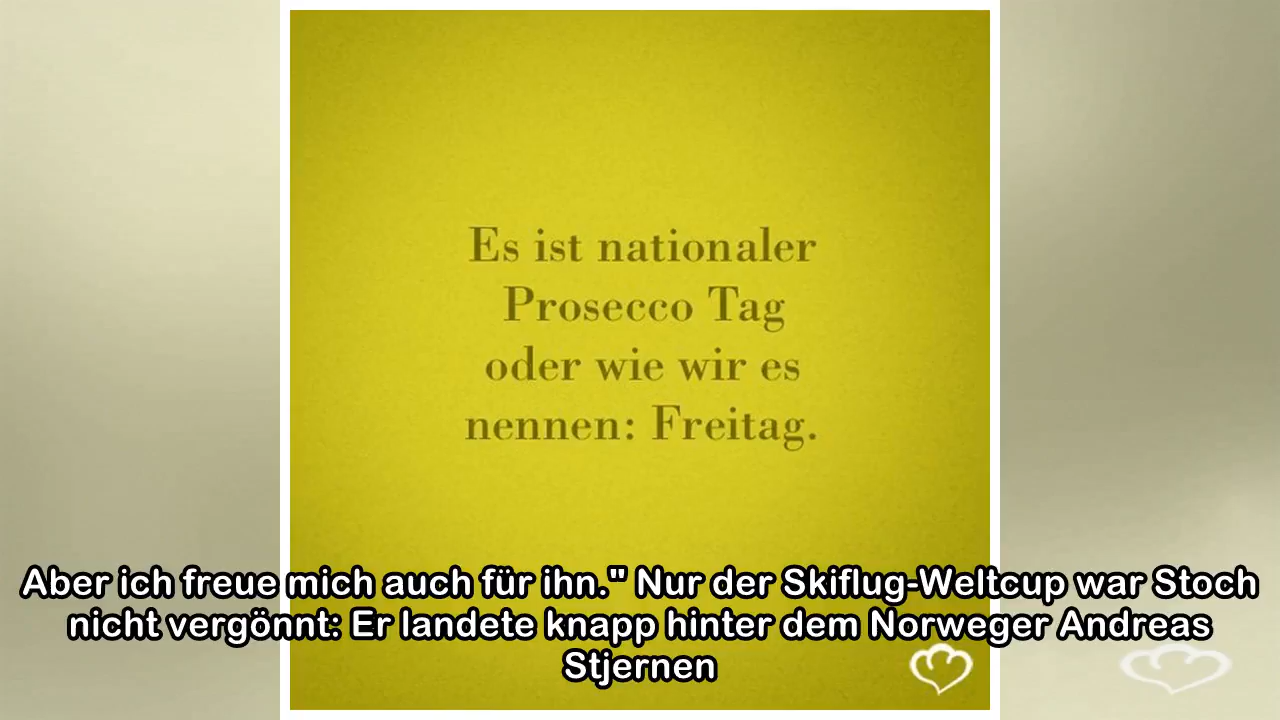 Es ist nationaler
Prosecco Tag
oder wie wir es
nennen: Freitag.
Aber ich freue mich auch für ihn." Nur der Skiflug-Weltcup war Stoch
nicht vergönnt: Er landete knapp hinter dem Norweger Andreas
Stjernen